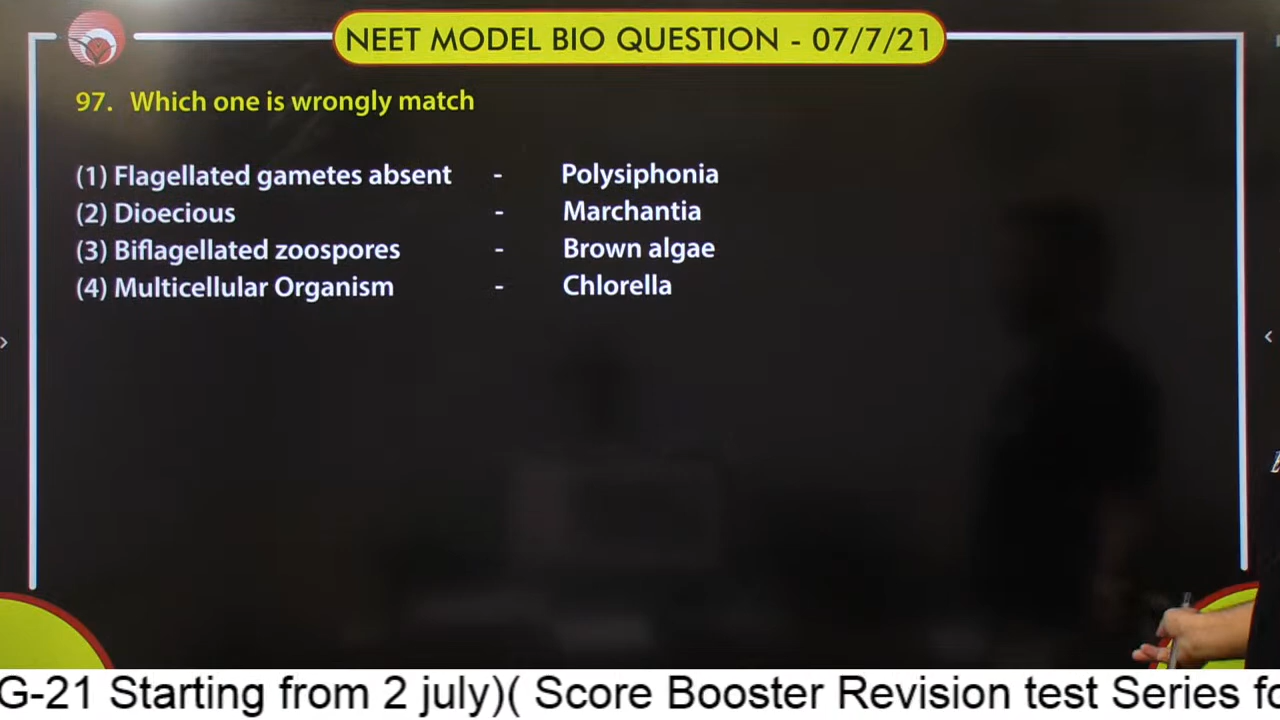 NEET MODEL BIO QUESTION - 07/7/21
97. Which one is wrongly match
(1) Flagellated gametes absent - Polysiphonia
(2) Dioecious - Marchantia
(3) Biflagellated zoospores - Brown algae
(4) Multicellular Organism - Chlorella
G-21 Starting from 2 july)( Score Booster Revision test Series fo